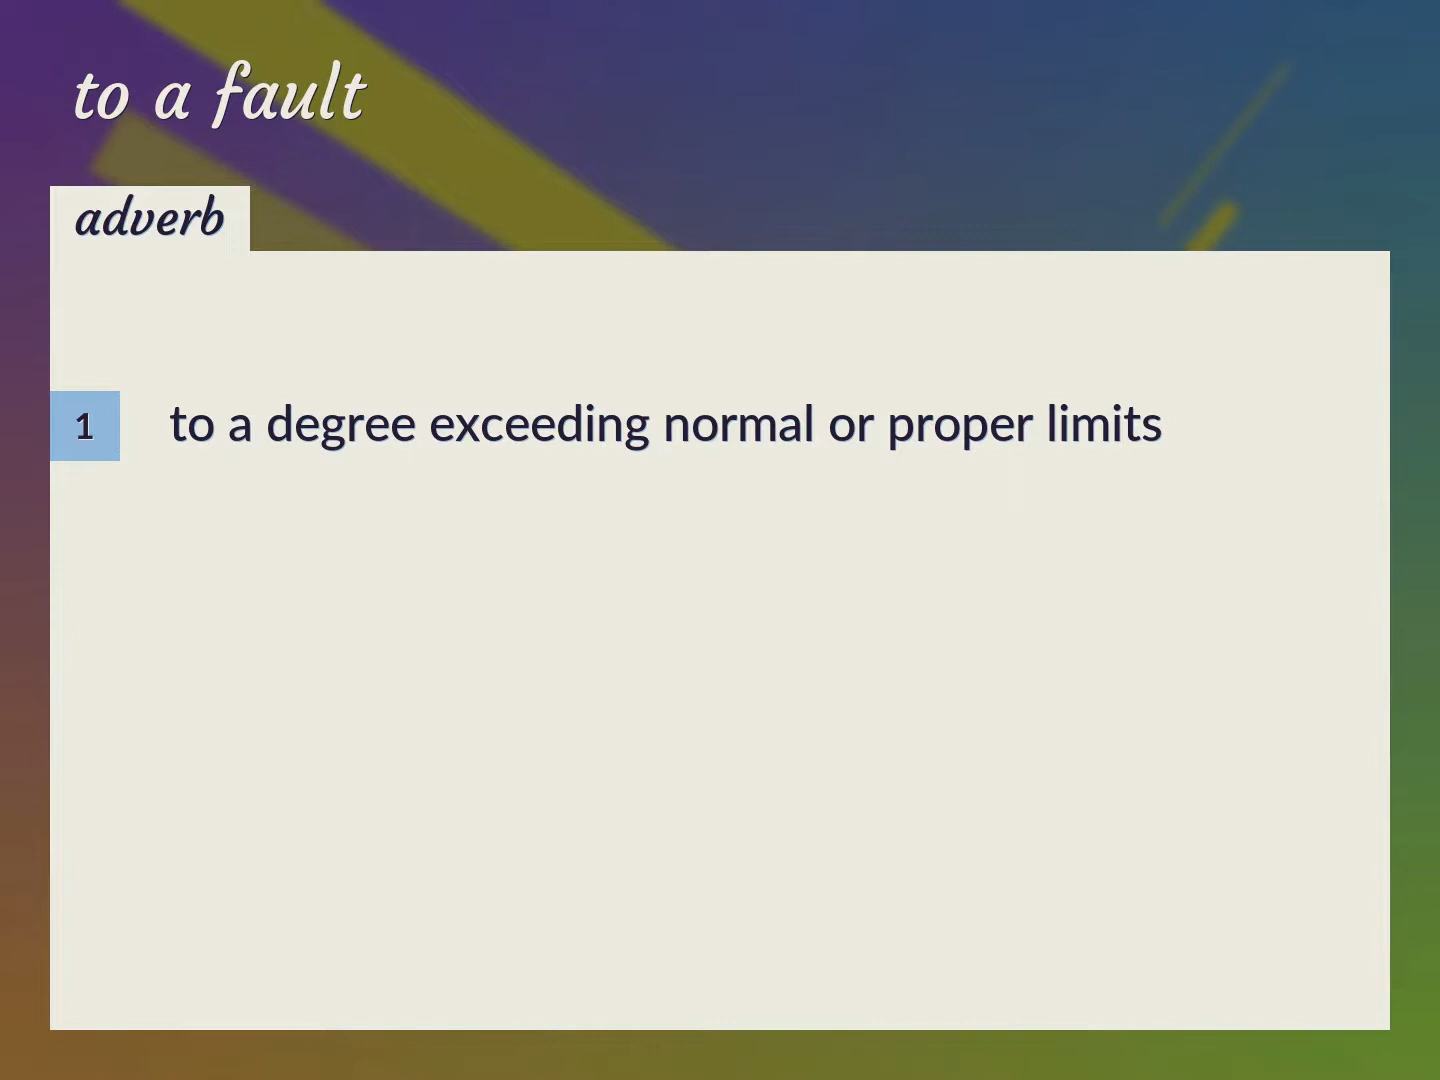 to a fault
adverb
1 to a degree exceeding normal or proper limits